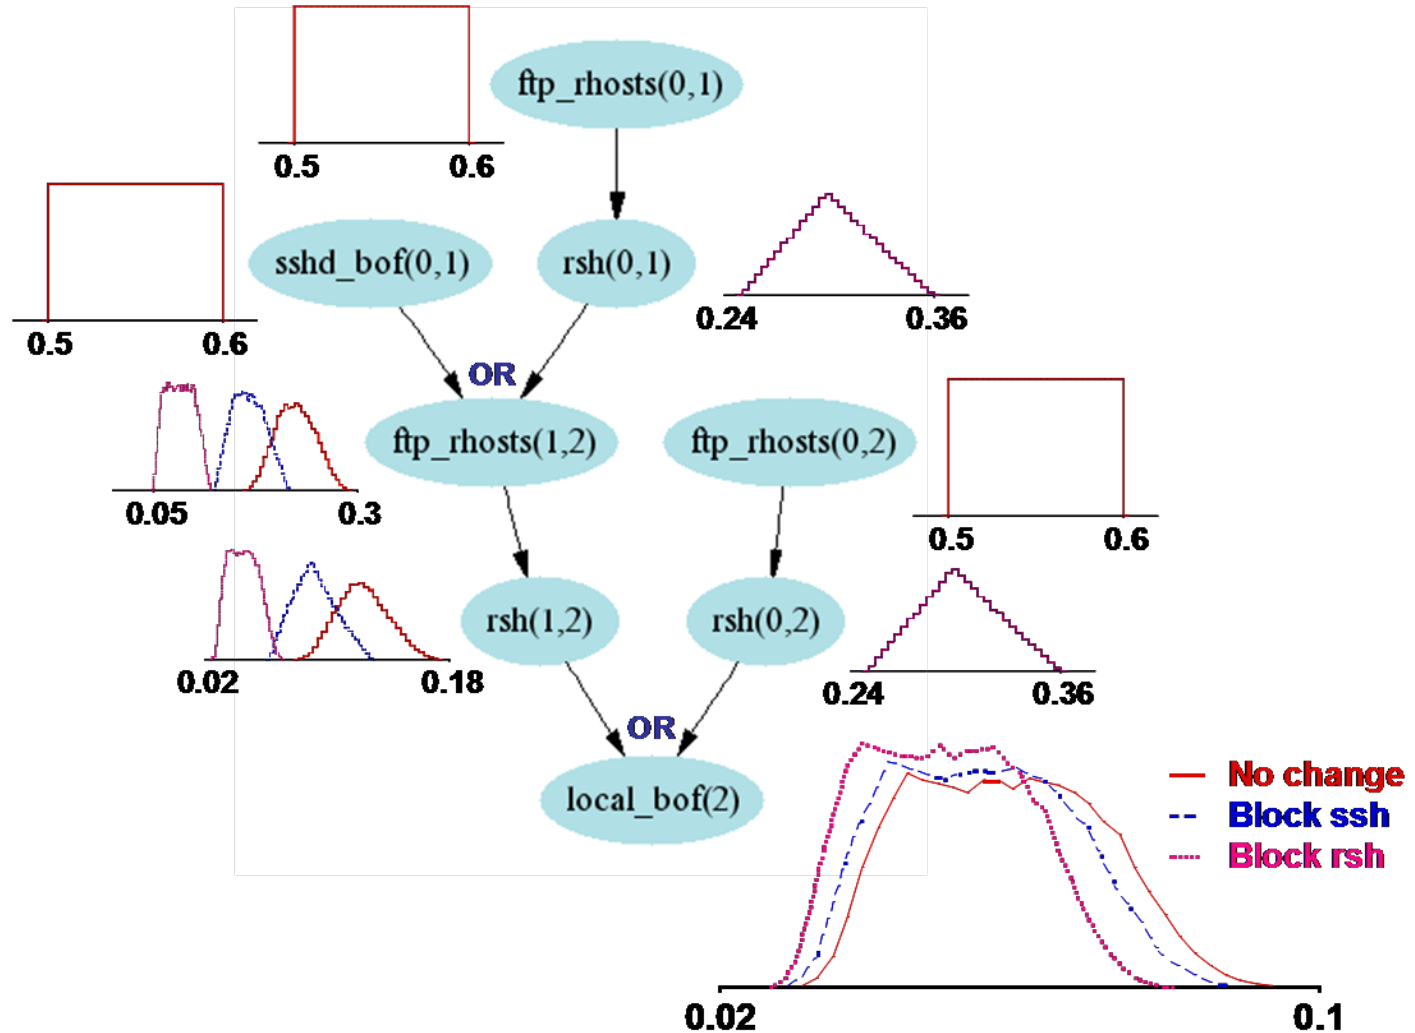 ftp_rhosts(0,1)
0.5 0.6
sshd_bof(0,1)
rsh(0,1)
0.5 0.6
0.24 0.36
OR
ftp_rhosts(1,2)
ftp_rhosts(0,2)
0.05 0.3
0.5 0.6
rsh(1,2)
rsh(0,2)
0.02 0.18
0.24 0.36
OR
local_bof(2)
No change
Block ssh
Block rsh
0.02 0.1